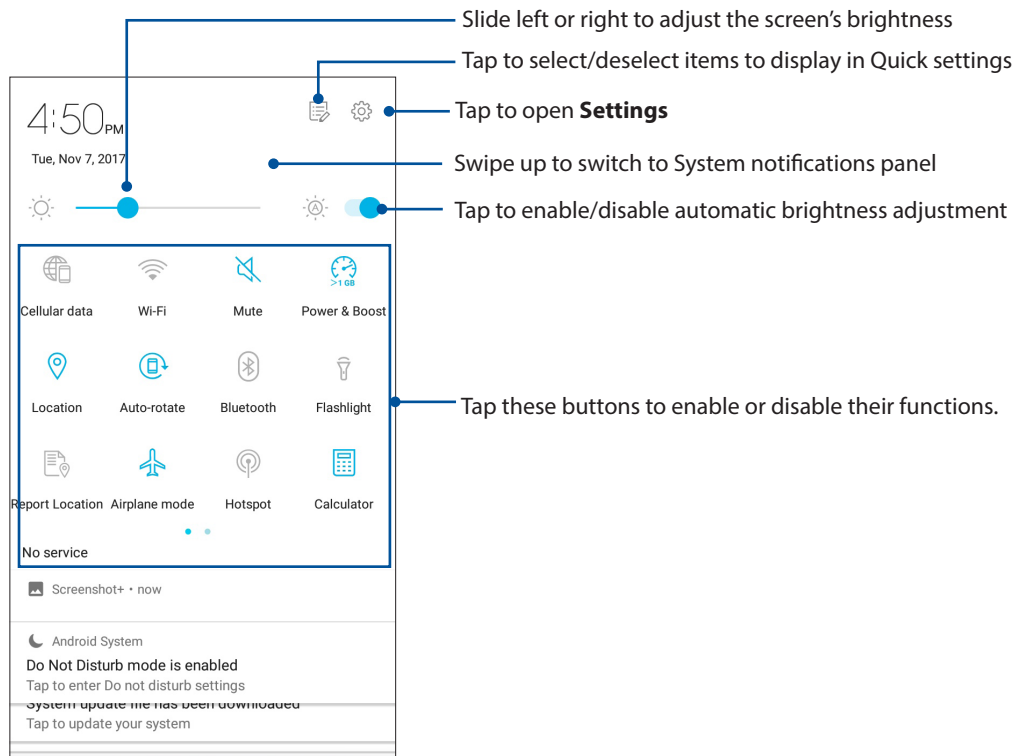 Slide left or right to adjust the screen's brightness
Tap to select/deselect items to display in Quick settings
4:50PM
Tap to open Settings
Tue, Nov 7, 2017
Swipe up to switch to System notifications panel
A
Tap to enable/disable automatic brightness adjustment
>1 GB
Cellular data Wi-Fi Mute Power & Boost
Location Auto-rotate Bluetooth Flashlight
Tap these buttons to enable or disable their functions.
Report Location Airplane mode Hotspot Calculator
No service
Screenshot+ • now
Android System
Do Not Disturb mode is enabled
Tap to enter Do not disturb settings
System update file has been downloaded
Tap to update your system